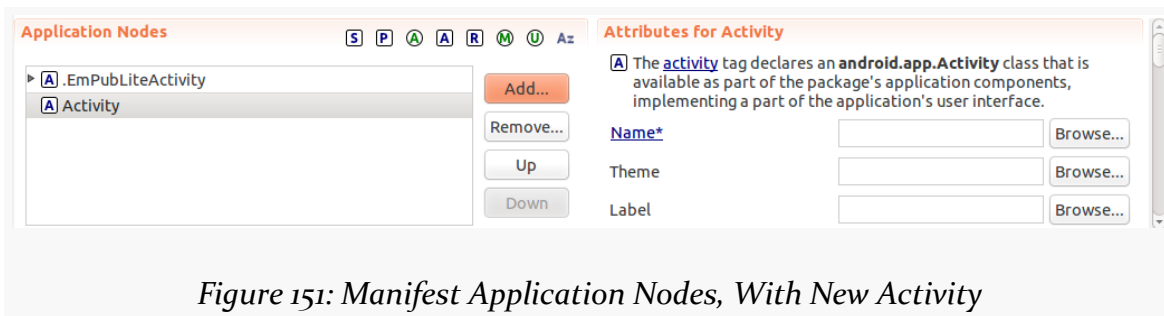 Application Nodes
S P A A R M U Az
A .EmPubLiteActivity
A Activity
Add...
Remove...
Up
Down
Attributes for Activity
A The activity tag declares an android.app.Activity class that is
available as part of the package's application components,
implementing a part of the application's user interface.
Name* Browse...
Theme Browse...
Label Browse...
Figure 151: Manifest Application Nodes, With New Activity